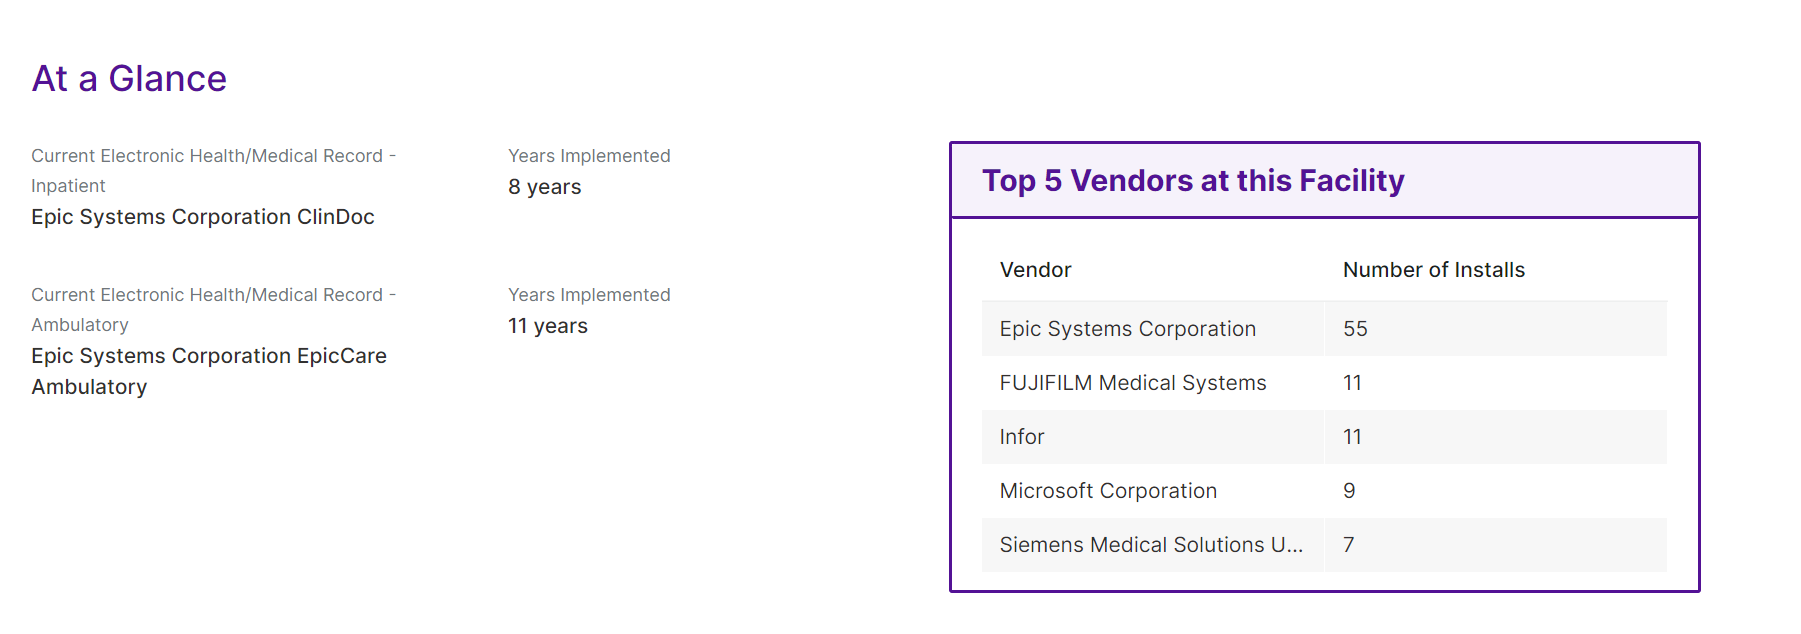 At a Glance
Current Electronic Health/Medical Record -
Inpatient
Epic Systems Corporation ClinDoc
Years Implemented
8 years
Current Electronic Health/Medical Record -
Ambulatory
Epic Systems Corporation EpicCare
Ambulatory
Years Implemented
11 years
Top 5 Vendors at this Facility
Vendor Number of Installs
Epic Systems Corporation 55
FUJIFILM Medical Systems 11
Infor 11
Microsoft Corporation 9
Siemens Medical Solutions U... 7